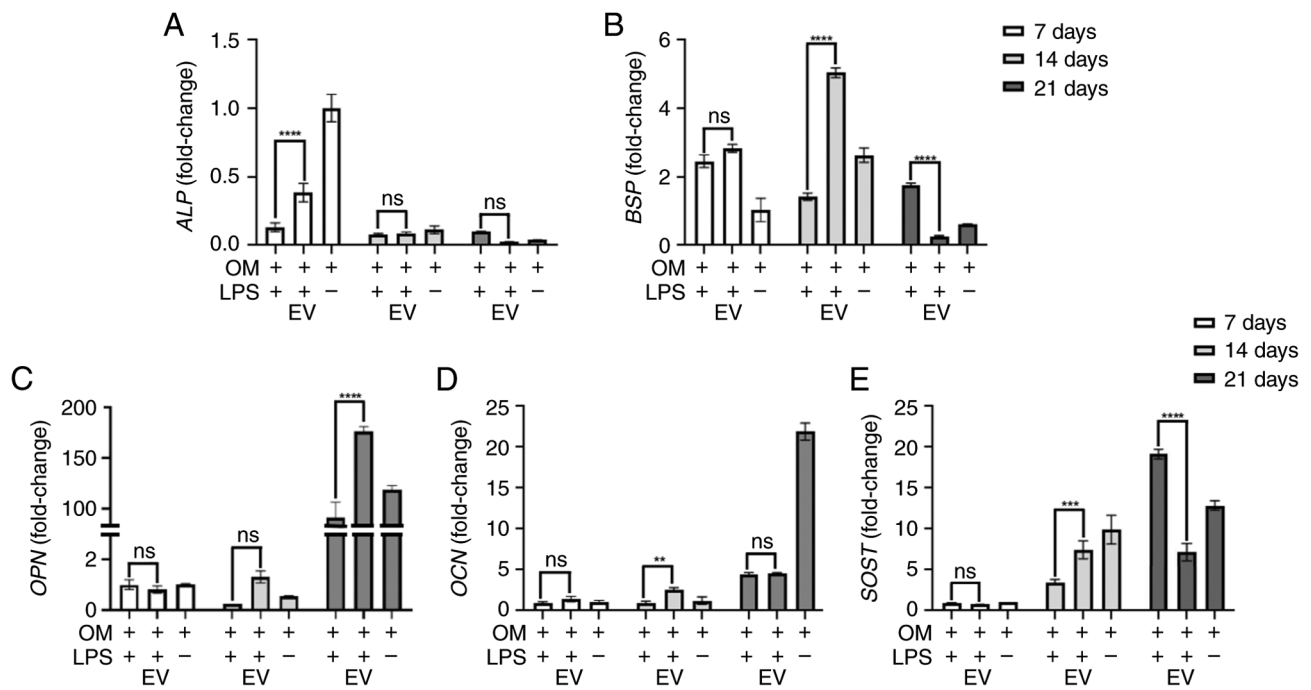 A
ALP (fold-change)
1.5
1.0
0.5
0.0
****
ns
ns
OM + + + + + + + + +
LPS + + − + + − + + −
EV EV EV
B
BSP (fold-change)
6
4
2
0
ns
****
****
OM + + + + + + + + +
LPS + + − + + − + + −
EV EV EV
7 days
14 days
21 days
7 days
14 days
21 days
C
OPN (fold-change)
200
150
100
2
0
ns
ns
****
OM + + + + + + + + +
LPS + + − + + − + + −
EV EV EV
D
OCN (fold-change)
25
20
15
10
5
0
ns
**
ns
OM + + + + + + + + +
LPS + + − + + − + + −
EV EV EV
E
SOST (fold-change)
25
20
15
10
5
0
ns
***
****
OM + + + + + + + + +
LPS + + − + + − + + −
EV EV EV